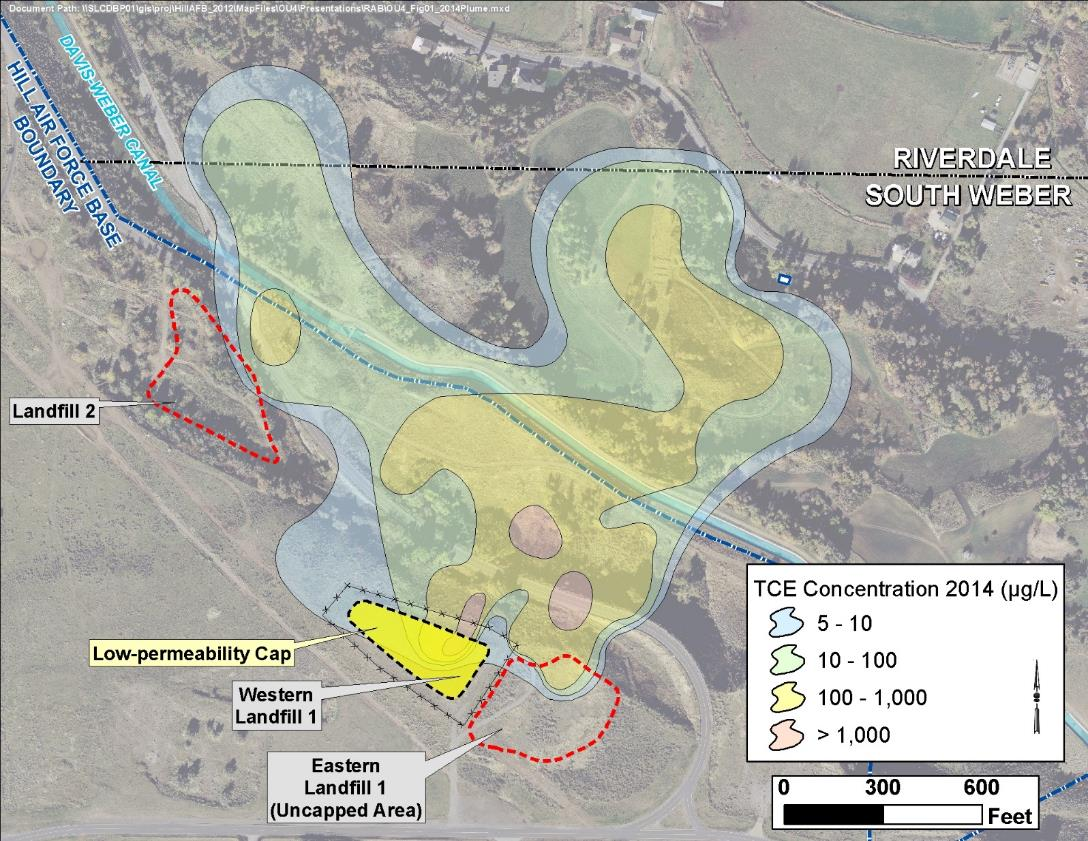 Document Path: \\SLCDBP01\gis\proj\HillAFB_2012\MapFiles\OU4\Presentations\RAB\OU4_Fig01_2014Plume.mxd
DAVIS-WEBER CANAL
HILL AIR FORCE BASE
BOUNDARY
RIVERDALE
SOUTH WEBER
Landfill 2
Low-permeability Cap
Western
Landfill 1
Eastern
Landfill 1
(Uncapped Area)
TCE Concentration 2014 (µg/L)
5 - 10
10 - 100
100 - 1,000
> 1,000
0 300 600
Feet